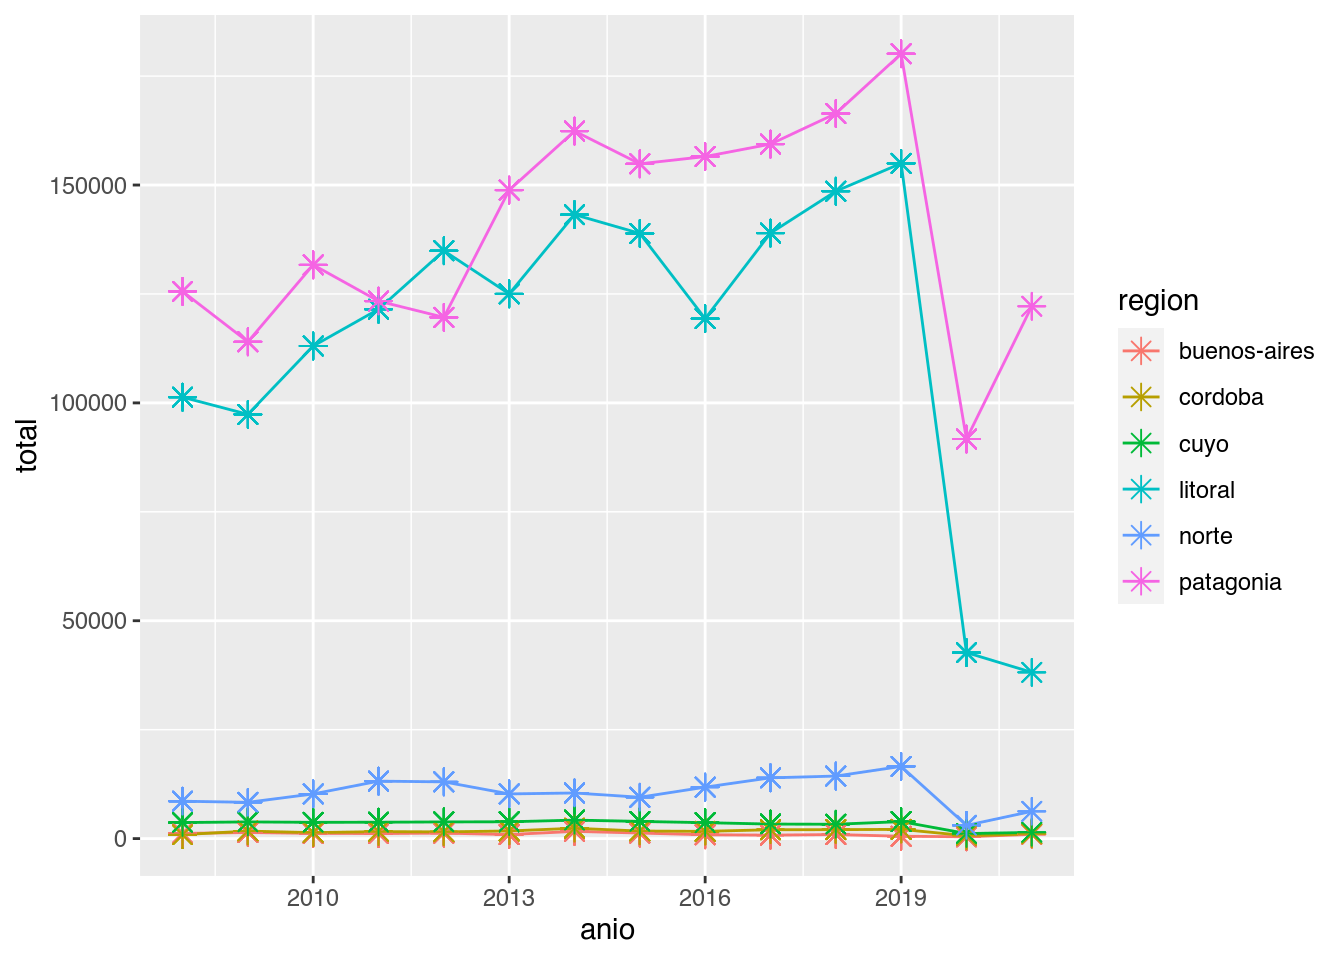 150000
100000
50000
0
total
2010 2013 2016 2019
anio
region
buenos-aires
cordoba
cuyo
litoral
norte
patagonia